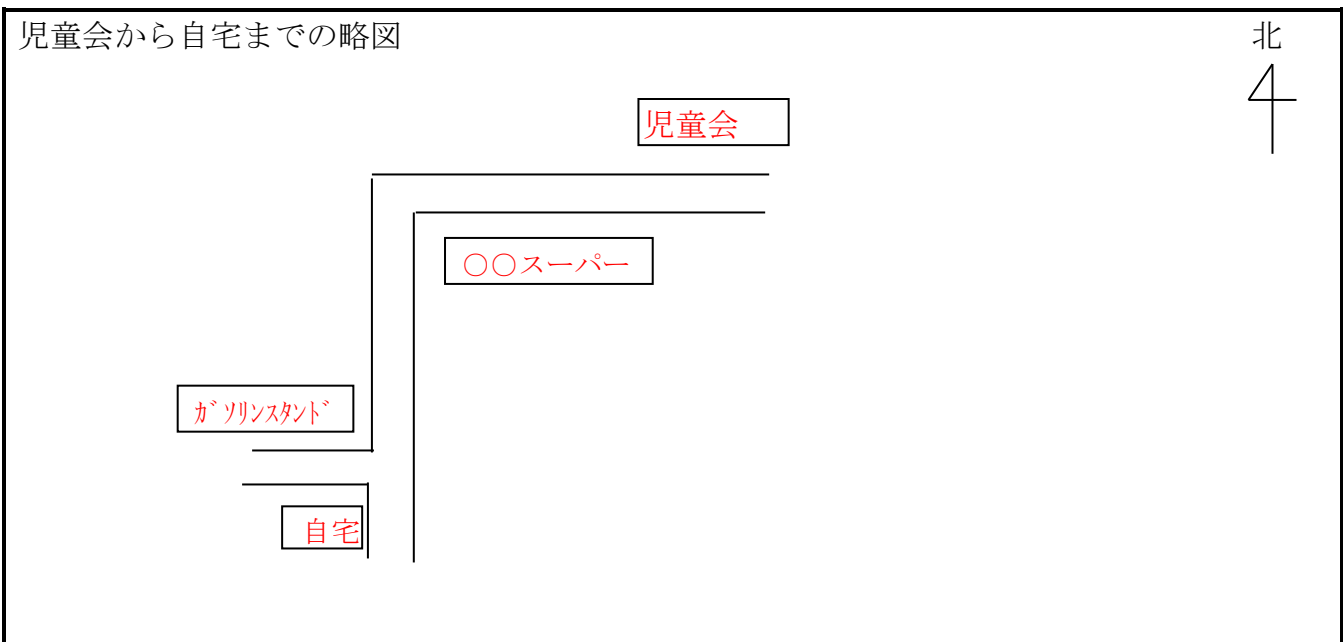 児童会から自宅までの略図
北
児童会
○○スーパー
ｶﾞｿﾘﾝｽﾀﾝﾄﾞ
自宅